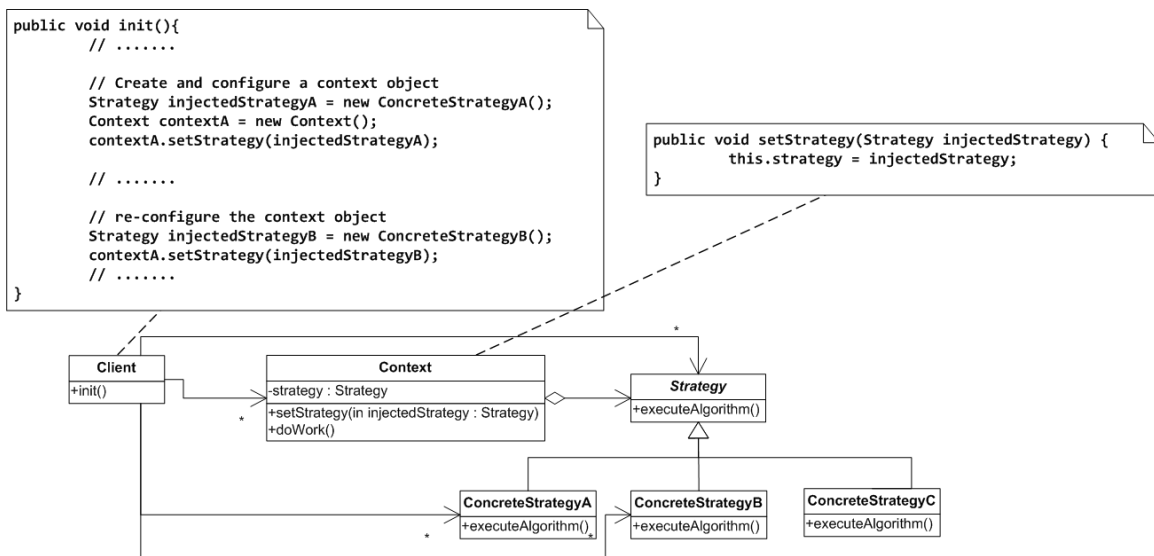 public void init(){
// .......
// Create and configure a context object
Strategy injectedStrategyA = new ConcreteStrategyA();
Context contextA = new Context();
contextA.setStrategy(injectedStrategyA);
// .......
// re-configure the context object
Strategy injectedStrategyB = new ConcreteStrategyB();
contextA.setStrategy(injectedStrategyB);
// .......
}
public void setStrategy(Strategy injectedStrategy) {
this.strategy = injectedStrategy;
}
*
Client
+init()
*
Context
-strategy : Strategy
+setStrategy(in injectedStrategy : Strategy)
+doWork()
Strategy
+executeAlgorithm()
ConcreteStrategyA
+executeAlgorithm()
*
ConcreteStrategyB
+executeAlgorithm()
*
ConcreteStrategyC
+executeAlgorithm()